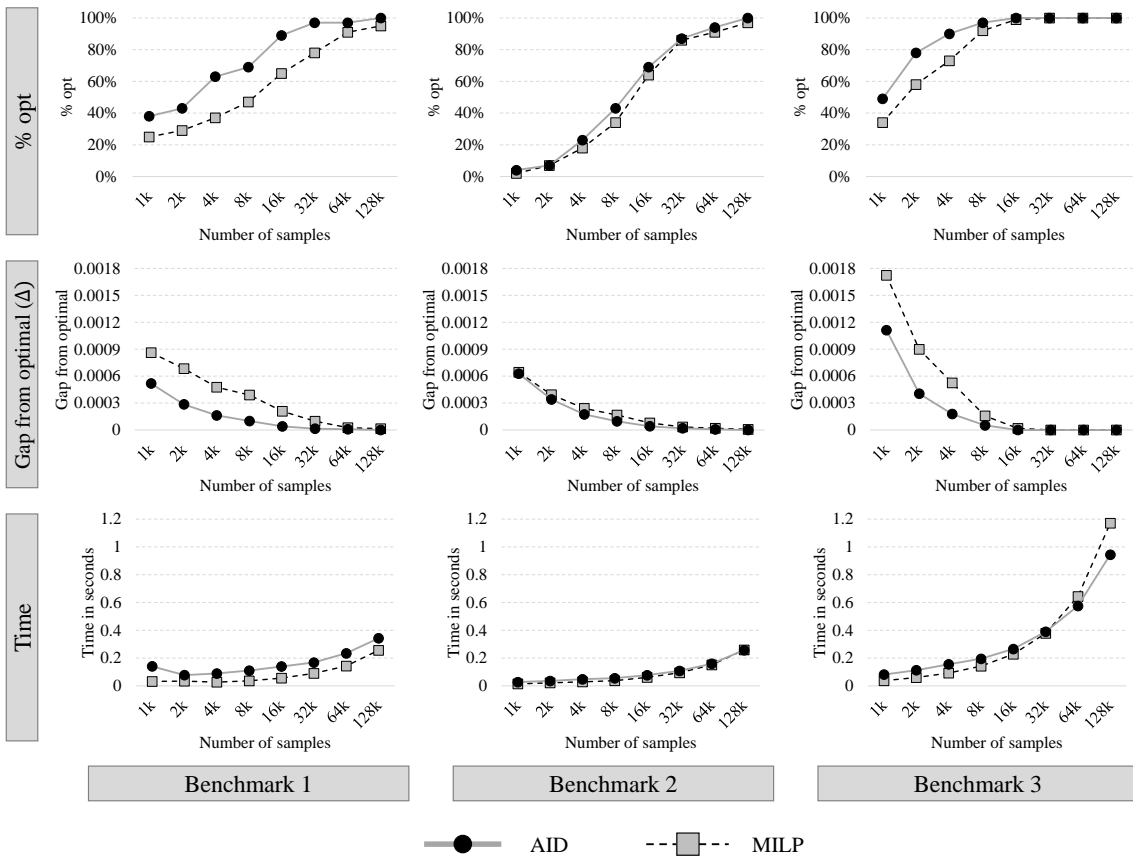 % opt
% opt
100%
80%
60%
40%
20%
0%
1k 2k 4k 8k 16k 32k 64k 128k
Number of samples
% opt
100%
80%
60%
40%
20%
0%
1k 2k 4k 8k 16k 32k 64k 128k
Number of samples
% opt
100%
80%
60%
40%
20%
0%
1k 2k 4k 8k 16k 32k 64k 128k
Number of samples
Gap from optimal (Δ)
Gap from optimal
0.0018
0.0015
0.0012
0.0009
0.0006
0.0003
0
1k 2k 4k 8k 16k 32k 64k 128k
Number of samples
Gap from optimal
0.0018
0.0015
0.0012
0.0009
0.0006
0.0003
0
1k 2k 4k 8k 16k 32k 64k 128k
Number of samples
Gap from optimal
0.0018
0.0015
0.0012
0.0009
0.0006
0.0003
0
1k 2k 4k 8k 16k 32k 64k 128k
Number of samples
Time
Time in seconds
1.2
1
0.8
0.6
0.4
0.2
0
1k 2k 4k 8k 16k 32k 64k 128k
Number of samples
Time in seconds
1.2
1
0.8
0.6
0.4
0.2
0
1k 2k 4k 8k 16k 32k 64k 128k
Number of samples
Time in seconds
1.2
1
0.8
0.6
0.4
0.2
0
1k 2k 4k 8k 16k 32k 64k 128k
Number of samples
Benchmark 1
Benchmark 2
Benchmark 3
AID
MILP